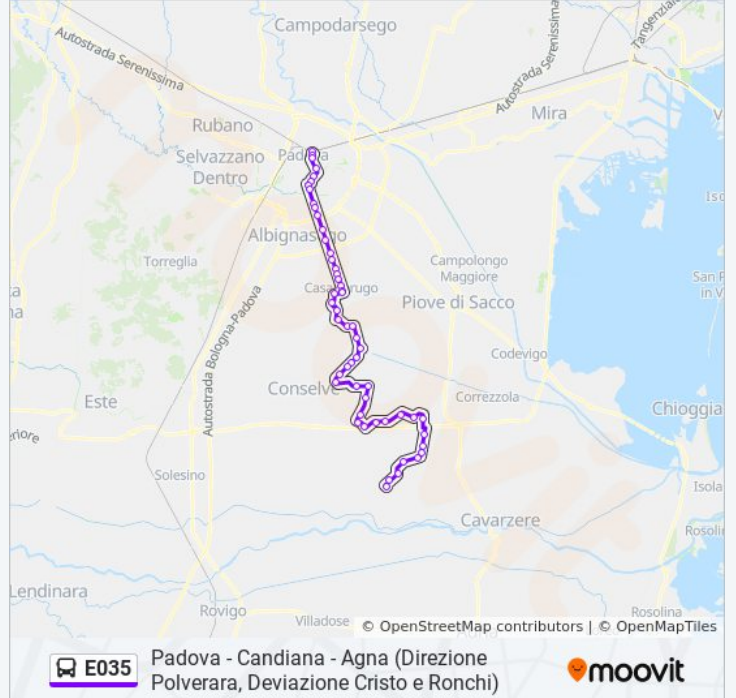 Campodarsego
Autostrada Serenissima
Autostrada Serenissima
Mira
Rubano
Padova
Selvazzano
Dentro
Albignasego
Torreglia
Campolongo
Maggiore
Piove di Sacco
Autostrada Bologna-Padova
Codevigo
Conselve
Este
Correzzola
Chioggia
Solesino
Isola
Cavarzere
Lendinara
Rovigo
Villadose
Rosolina
© OpenStreetMap contributors | © OpenMapTiles
E035
Padova - Candiana - Agna (Direzione
Polverara, Deviazione Cristo e Ronchi)
moovit